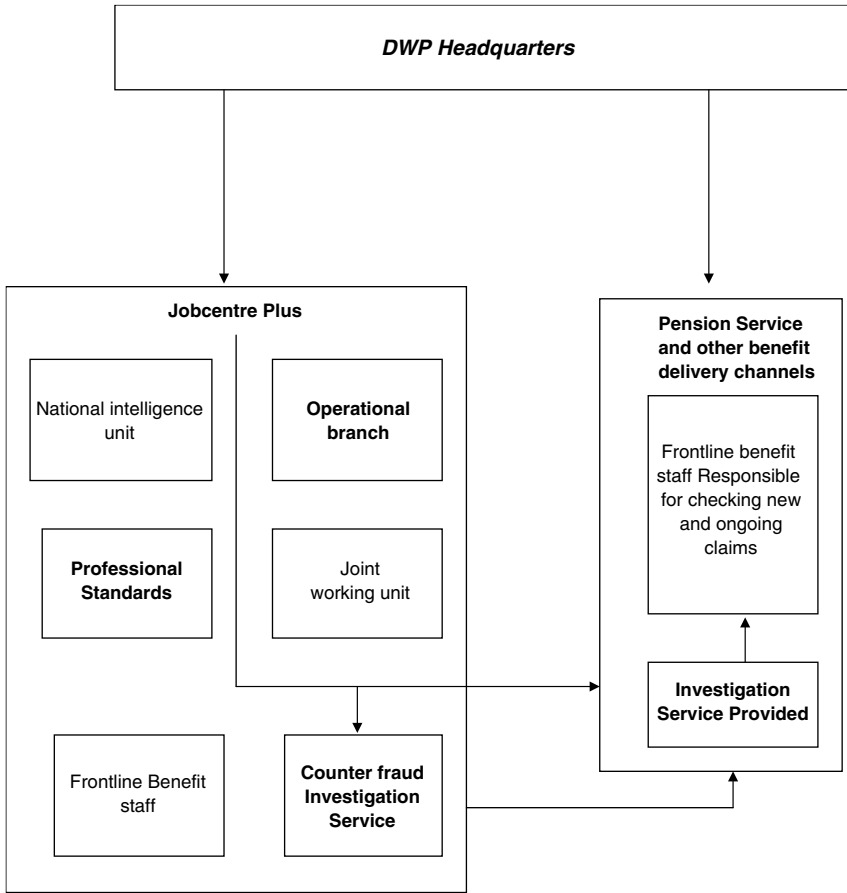 DWP Headquarters
Jobcentre Plus
National intelligence
unit
Operational
branch
Professional
Standards
Joint
working unit
Frontline Benefit
staff
Counter fraud
Investigation
Service
Pension Service
and other benefit
delivery channels
Frontline benefit
staff Responsible
for checking new
and ongoing
claims
Investigation
Service Provided